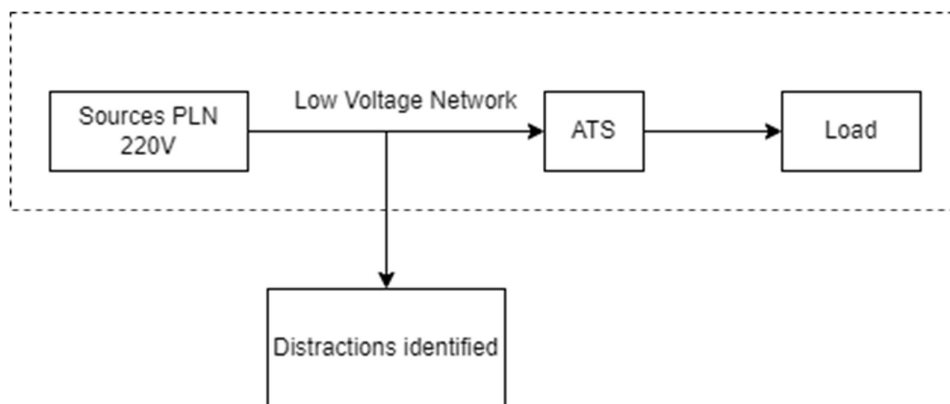 Sources PLN
220V
Low Voltage Network
ATS
Load
Distractions identified